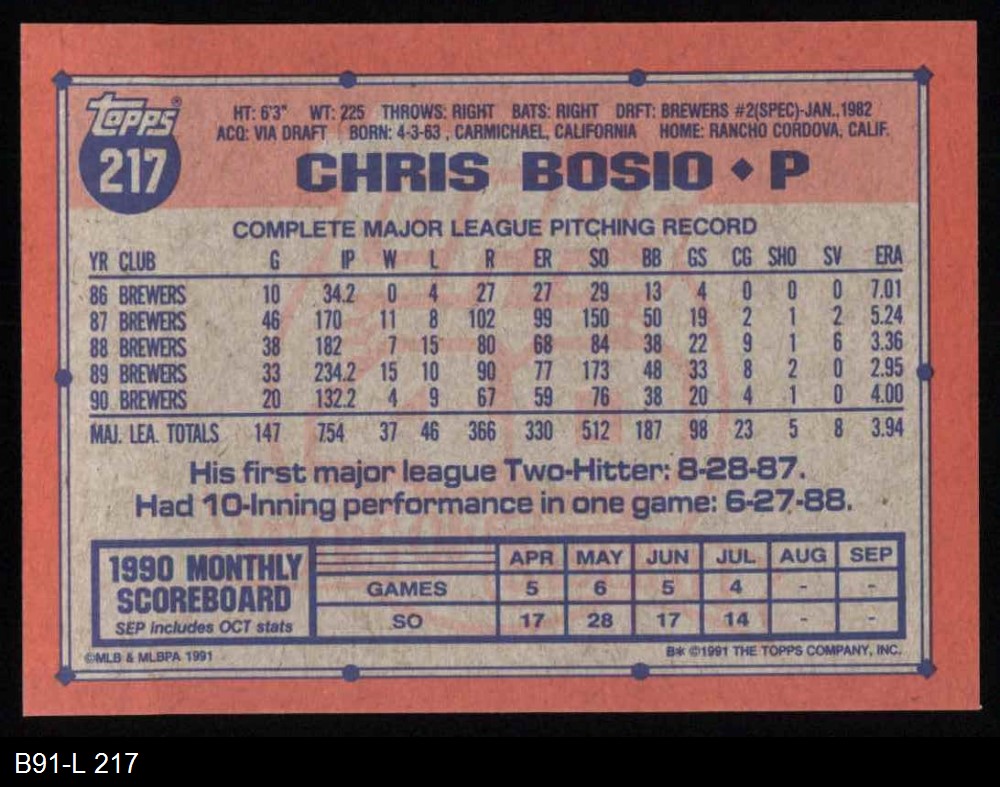 Topps®
217
HT: 6'3" WT: 225 THROWS: RIGHT BATS: RIGHT DRFT: BREWERS #2(SPEC)-JAN.,1982
ACQ: VIA DRAFT BORN: 4-3-63 , CARMICHAEL, CALIFORNIA HOME: RANCHO CORDOVA, CALIF.
CHRIS BOSIO ◆ P
COMPLETE MAJOR LEAGUE PITCHING RECORD
YR CLUB G IP W L R ER SO BB GS CG SHO SV ERA
86 BREWERS 10 34.2 0 4 27 27 29 13 4 0 0 0 7.01
87 BREWERS 46 170 11 8 102 99 150 50 19 2 1 2 5.24
88 BREWERS 38 182 7 15 80 68 84 38 22 9 1 6 3.36
89 BREWERS 33 234.2 15 10 90 77 173 48 33 8 2 0 2.95
90 BREWERS 20 132.2 4 9 67 59 76 38 20 4 1 0 4.00
MAJ. LEA. TOTALS 147 754 37 46 366 330 512 187 98 23 5 8 3.94
His first major league Two-Hitter: 8-28-87.
Had 10-Inning performance in one game: 6-27-88.
1990 MONTHLY
SCOREBOARD
SEP includes OCT stats
APR MAY JUN JUL AUG SEP
GAMES 5 6 5 4 - -
SO 17 28 17 14 - -
©MLB & MLBPA 1991
B* ©1991 THE TOPPS COMPANY, INC.
B91-L 217